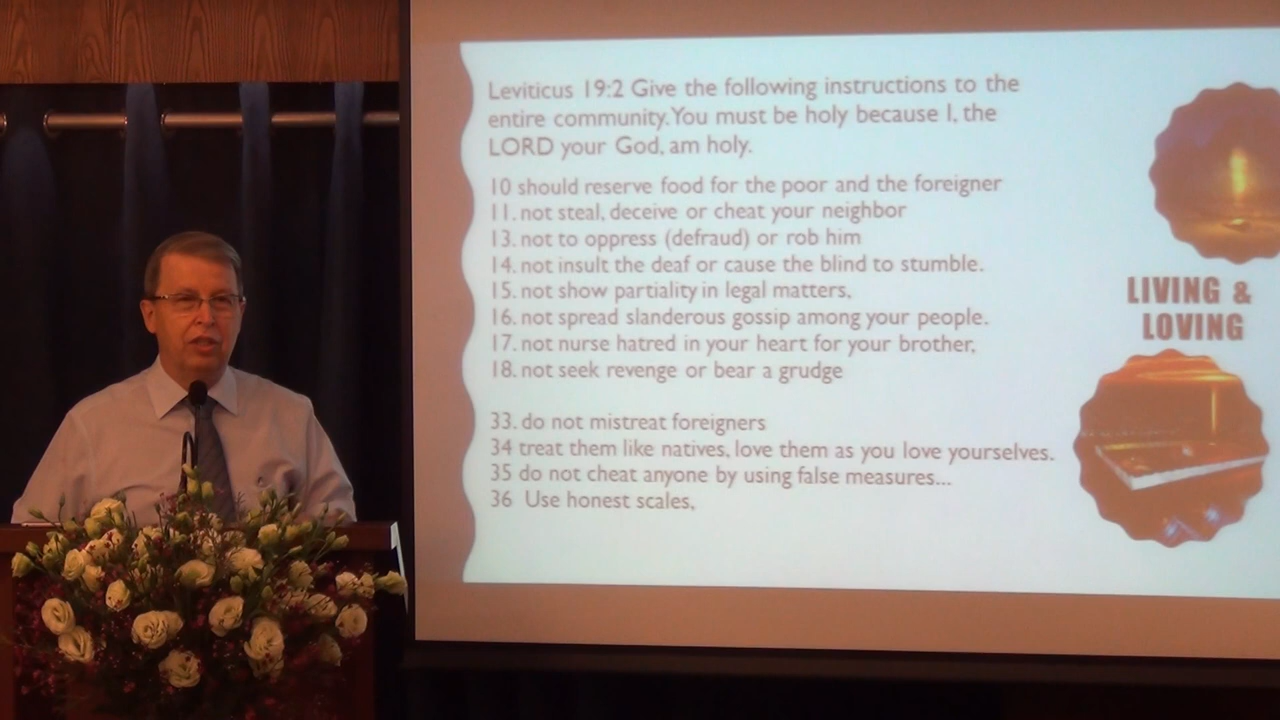 Leviticus 19:2 Give the following instructions to the
entire community. You must be holy because I, the
LORD your God, am holy.
10 should reserve food for the poor and the foreigner
11. not steal, deceive or cheat your neighbor
13. not to oppress (defraud) or rob him
14. not insult the deaf or cause the blind to stumble.
15. not show partiality in legal matters,
16. not spread slanderous gossip among your people.
17. not nurse hatred in your heart for your brother,
18. not seek revenge or bear a grudge
33. do not mistreat foreigners
34 treat them like natives, love them as you love yourselves.
35 do not cheat anyone by using false measures...
36 Use honest scales,
LIVING &
LOVING